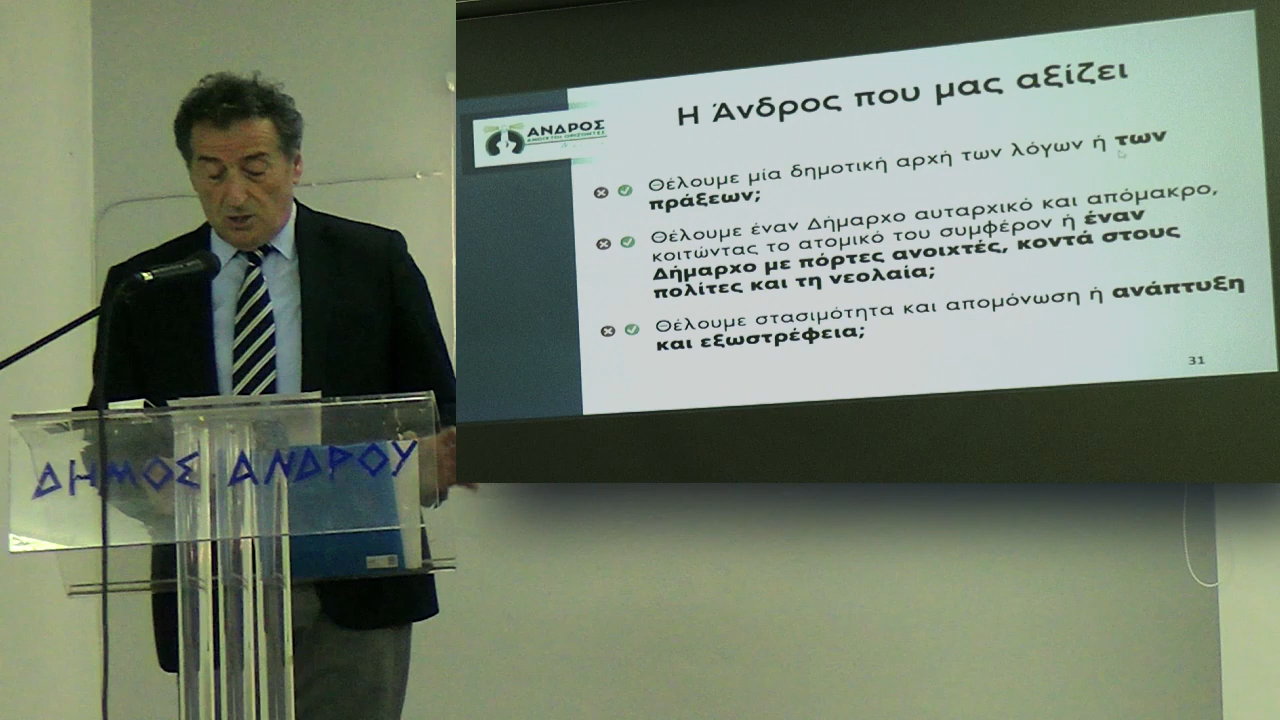 Η Άνδρος που μας αξίζει
ΑΝΔΡΟΣ
ΑΝΟΙΧΤΟΙ ΟΡΙΖΟΝΤΕΣ
Θέλουμε μία δημοτική αρχή των λόγων ή των
πράξεων;
Θέλουμε έναν Δήμαρχο αυταρχικό και απόμακρο,
κοιτώντας το ατομικό του συμφέρον ή έναν
Δήμαρχο με πόρτες ανοιχτές, κοντά στους
πολίτες και τη νεολαία;
Θέλουμε στασιμότητα και απομόνωση ή ανάπτυξη
και εξωστρέφεια;
31
ΔΗΜΟΣ ΑΝΔΡΟΥ